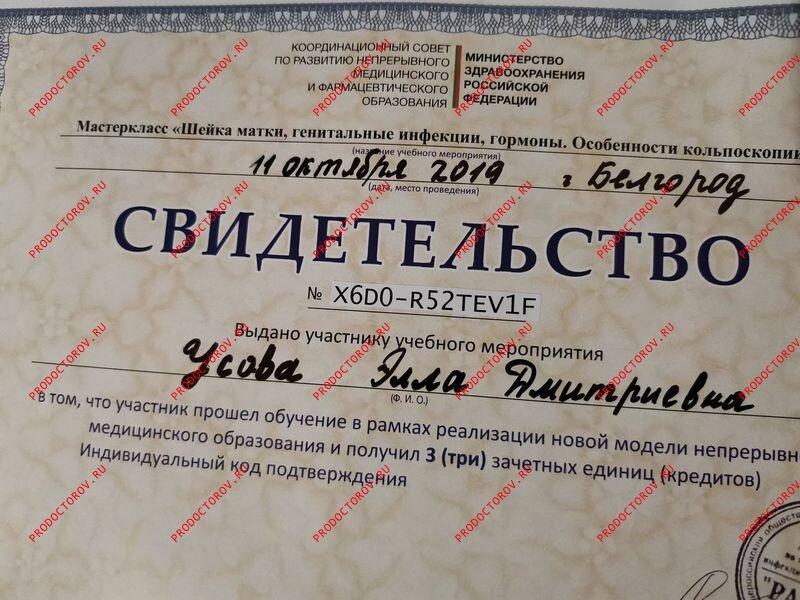 КООРДИНАЦИОННЫЙ СОВЕТ
ПО РАЗВИТИЮ НЕПРЕРЫВНОГО
МЕДИЦИНСКОГО
И ФАРМАЦЕВТИЧЕСКОГО
ОБРАЗОВАНИЯ
МИНИСТЕРСТВО
ЗДРАВООХРАНЕНИЯ
РОССИЙСКОЙ
ФЕДЕРАЦИИ
Мастеркласс «Шейка матки, генитальные инфекции, гормоны. Особенности кольпоскопии
(название учебного мероприятия)
11 октября 2019 г Белгород
(дата, место проведения)
СВИДЕТЕЛЬСТВО
№ X6D0-R52TEV1F
Выдано участнику учебного мероприятия
Усова Элла Дмитриевна
(Ф. И. О.)
в том, что участник прошел обучение в рамках реализации новой модели непрерывн
медицинского образования и получил 3 (три) зачетных единиц (кредитов)
Индивидуальный код подтверждения
PRODOCTOROV.RU